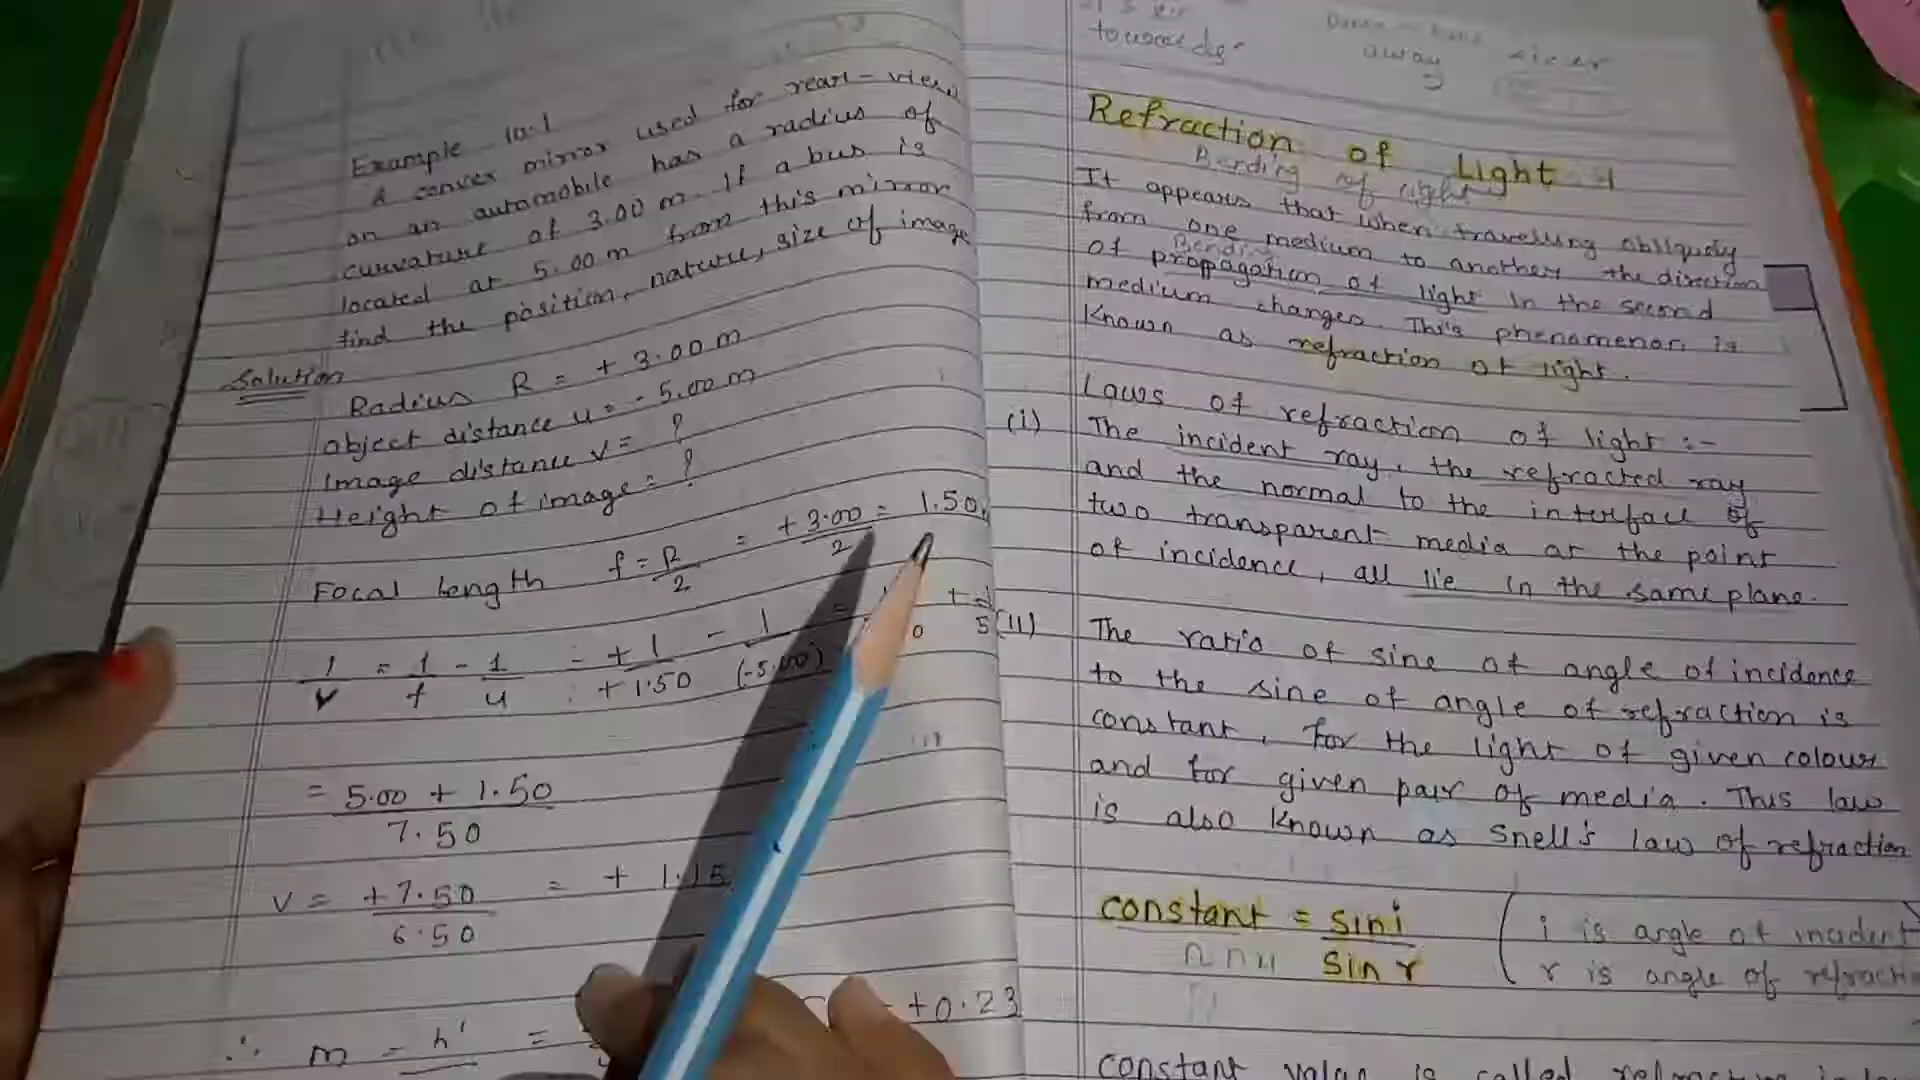 Example 10.1
A convex mirror used for rear-view
on an automobile has a radius of
curvature of 3.00 m. If a bus is
located at 5.00 m from this mirror
find the position, nature, size of image
Solution
Radius R = + 3.00 m
object distance u = - 5.00 m
Image distance v = ?
Height of image = ?
Focal length f = R/2 = +3.00/2 = 1.50
1/v = 1/f - 1/u = +1/+1.50 - 1/(-5.00) =
= 5.00 + 1.50/7.50
v = +7.50/6.50 = + 1.15
∴ m = h' =
+0.23
towards
away
Refraction of Light
Bending of light
It appears that when travelling obliquely
from one medium to another the direction
Bending
of propagation of light in the second
medium changes. This phenomenon is
Known as refraction of light.
Laws of refraction of light :-
(i) The incident ray, the refracted ray
and the normal to the interface of
two transparent media at the point
of incidence, all lie in the same plane.
(ii) The ratio of sine of angle of incidence
to the sine of angle of refraction is
constant, for the light of given colour
and for given pair of media. This law
is also Known as Snell's law of refraction
constant = sin i/sin r
( i is angle of incident
r is angle of refracti
constant value is called